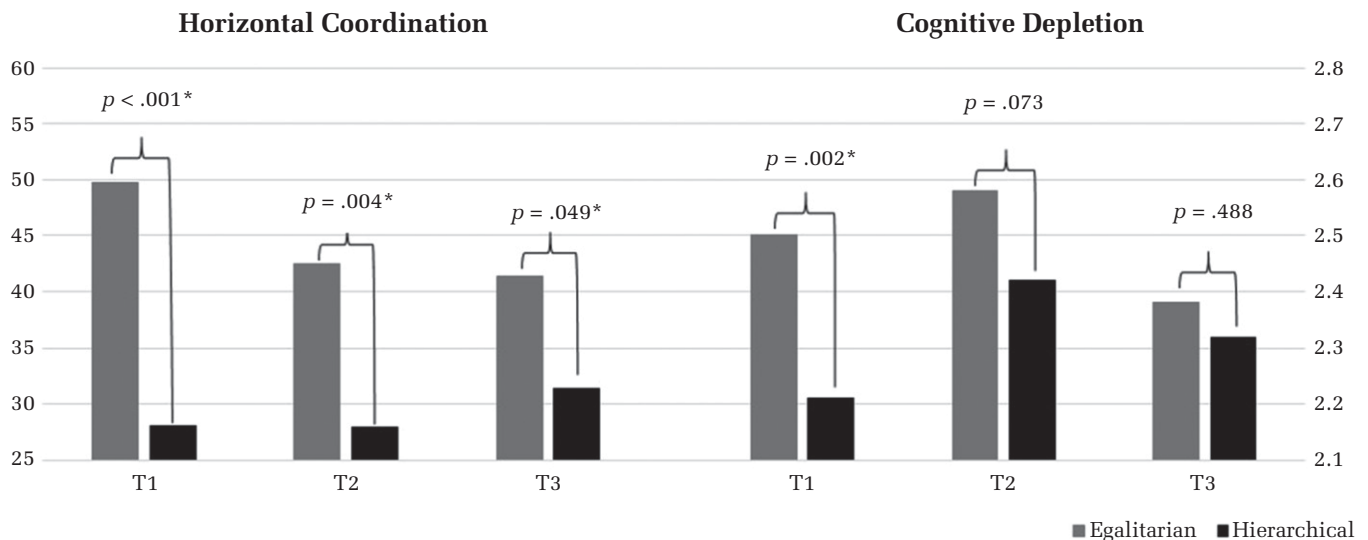 Horizontal Coordination
Cognitive Depletion
60
55
50
45
40
35
30
25
p < .001*
p = .004*
p = .049*
T1
T2
T3
p = .002*
p = .073
p = .488
T1
T2
T3
2.8
2.7
2.6
2.5
2.4
2.3
2.2
2.1
Egalitarian
Hierarchical